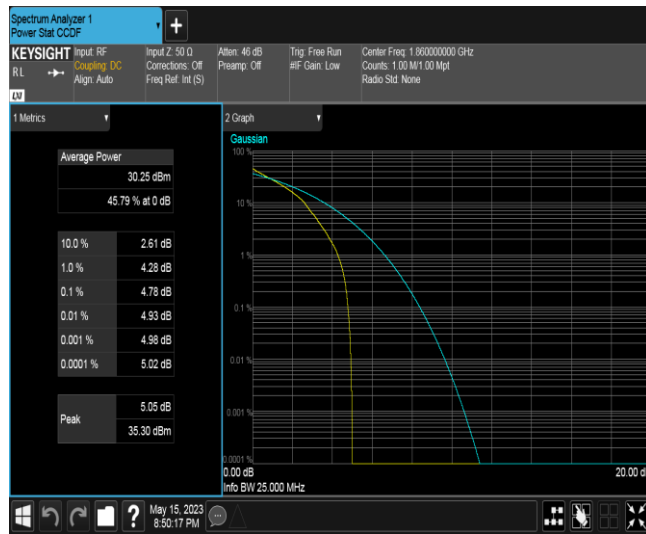 Spectrum Analyzer 1
Power Stat CCDF
+
KEYSIGHT
RL
LXI
Input: RF
Coupling: DC
Align: Auto
Input Z: 50 Ω
Corrections: Off
Freq Ref: Int (S)
Atten: 46 dB
Preamp: Off
Trig: Free Run
#IF Gain: Low
Center Freq: 1.860000000 GHz
Counts: 1.00 M/1.00 Mpt
Radio Std: None
1 Metrics
Average Power
30.25 dBm
45.79 % at 0 dB
10.0 % 2.61 dB
1.0 % 4.28 dB
0.1 % 4.78 dB
0.01 % 4.93 dB
0.001 % 4.98 dB
0.0001 % 5.02 dB
Peak
5.05 dB
35.30 dBm
2 Graph
Gaussian
100 %
10 %
1 %
0.1 %
0.01 %
0.001 %
0.0001 %
0.00 dB
20.00 d
Info BW 25.000 MHz
?
May 15, 2023
8:50:17 PM